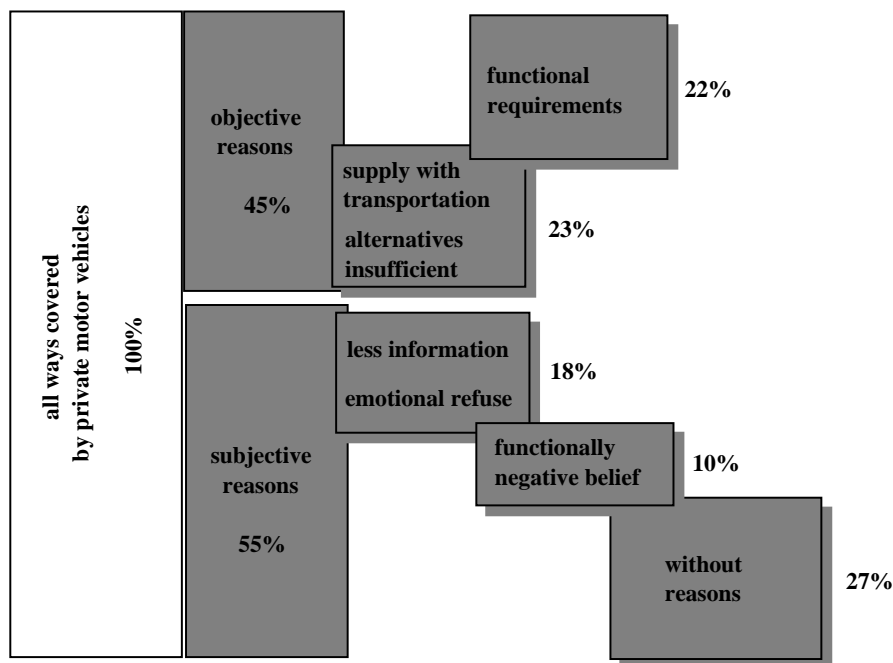 all ways covered
by private motor vehicles
100%
objective
reasons
45%
functional
requirements
22%
supply with
transportation
alternatives
insufficient
23%
subjective
reasons
55%
less information
emotional refuse
18%
functionally
negative belief
10%
without
reasons
27%